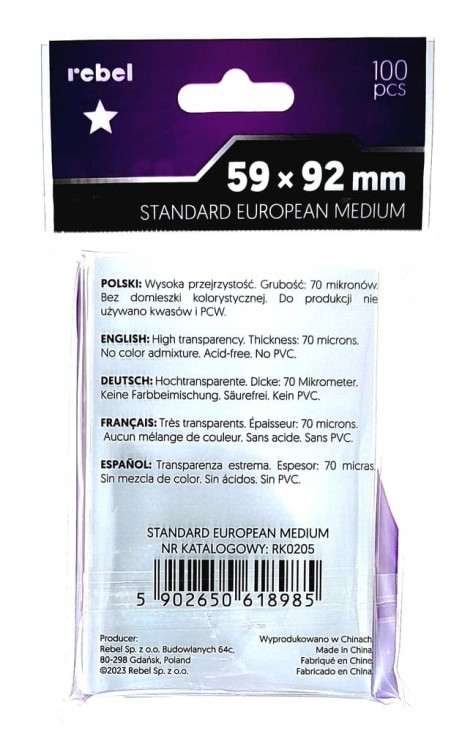 rebel
100
pcs
59 × 92 mm
STANDARD EUROPEAN MEDIUM
POLSKI: Wysoka przejrzystość. Grubość: 70 mikronów.
Bez domieszki kolorystycznej. Do produkcji nie
używano kwasów i PCW.
ENGLISH: High transparency. Thickness: 70 microns.
No color admixture. Acid-free. No PVC.
DEUTSCH: Hochtransparente. Dicke: 70 Mikrometer.
Keine Farbbeimischung. Säurefrei. Kein PVC.
FRANÇAIS: Très transparents. Épaisseur: 70 microns.
Aucun mélange de couleur. Sans acide. Sans PVC.
ESPAÑOL: Transparenza estrema. Espesor: 70 micras.
Sin mezcla de color. Sin ácidos. Sin PVC.
STANDARD EUROPEAN MEDIUM
NR KATALOGOWY: RK0205
5 902650 618985
Producer:
Rebel Sp. z o.o. Budowlanych 64c,
80-298 Gdańsk, Poland
©2023 Rebel Sp. z o.o.
Wyprodukowano w Chinach
Made in China
Fabriqué en Chine
Fabricado en China